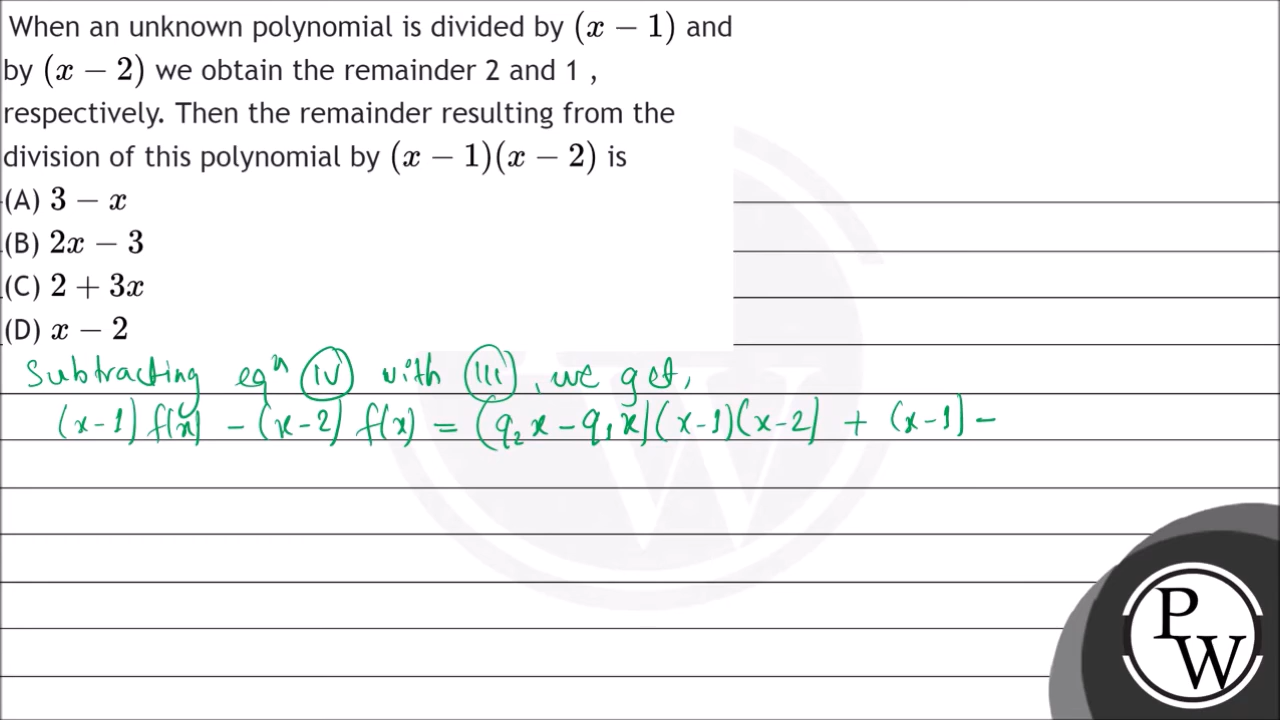 When an unknown polynomial is divided by (x − 1) and
by (x − 2) we obtain the remainder 2 and 1 ,
respectively. Then the remainder resulting from the
division of this polynomial by (x − 1)(x − 2) is
(A) 3 − x
(B) 2x − 3
(C) 2 + 3x
(D) x − 2
Subtracting eqⁿ (IV) with (III), we get,
(x-1) f(x) - (x-2) f(x) = (q₂x - q₁x)(x-1)(x-2) + (x-1) -
P
W